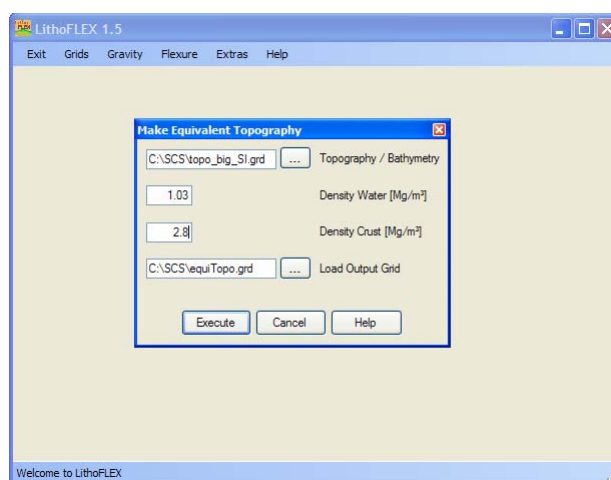 LithoFLEX 1.5
Exit Grids Gravity Flexure Extras Help
Make Equivalent Topography
C:\SCS\topo_big_SI.grd ... Topography / Bathymetry
1.03 Density Water [Mg/m³]
2.8 Density Crust [Mg/m³]
C:\SCS\equiTopo.grd ... Load Output Grid
Execute Cancel Help
Welcome to LithoFLEX